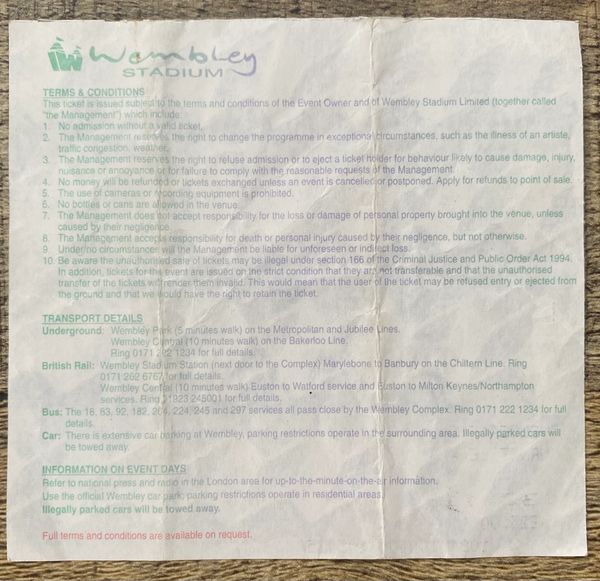 Wembley
STADIUM
TERMS & CONDITIONS
This ticket is issued subject to the terms and conditions of the Event Owner and of Wembley Stadium Limited (together called
"the Management") which include:
1. No admission without a valid ticket.
2. The Management reserves the right to change the programme in exceptional circumstances, such as the illness of an artiste,
traffic congestion, weather.
3. The Management reserves the right to refuse admission or to eject a ticket holder for behaviour likely to cause damage, injury,
nuisance or annoyance or for failure to comply with the reasonable requests of the Management.
4. No money will be refunded or tickets exchanged unless an event is cancelled or postponed. Apply for refunds to point of sale.
5. The use of cameras or recording equipment is prohibited.
6. No bottles or cans are allowed in the venue.
7. The Management does not accept responsibility for the loss or damage of personal property brought into the venue, unless
caused by their negligence.
8. The Management accepts responsibility for death or personal injury caused by their negligence, but not otherwise.
9. Under no circumstances will the Management be liable for unforeseen or indirect loss.
10. Be aware the unauthorised sale of tickets may be illegal under section 166 of the Criminal Justice and Public Order Act 1994.
In addition, tickets for the event are issued on the strict condition that they are not transferable and that the unauthorised
transfer of the tickets will render them invalid. This would mean that the user of the ticket may be refused entry or ejected from
the ground and that we would have the right to retain the ticket.
TRANSPORT DETAILS
Underground: Wembley Park (5 minutes walk) on the Metropolitan and Jubilee Lines.
Wembley Central (10 minutes walk) on the Bakerloo Line.
Ring 0171 222 1234 for full details.
British Rail: Wembley Stadium Station (next door to the Complex) Marylebone to Banbury on the Chiltern Line. Ring
0171 262 6767 for full details.
Wembley Central (10 minutes walk) Euston to Watford service and Euston to Milton Keynes/Northampton
services. Ring 01923 245001 for full details.
Bus: The 18, 83, 92, 182, 204, 224, 245 and 297 services all pass close by the Wembley Complex. Ring 0171 222 1234 for full
details.
Car: There is extensive car parking at Wembley, parking restrictions operate in the surrounding area. Illegally parked cars will
be towed away.
INFORMATION ON EVENT DAYS
Refer to national press and radio in the London area for up-to-the-minute-on-the-air information.
Use the official Wembley car park, parking restrictions operate in residential areas.
Illegally parked cars will be towed away.
Full terms and conditions are available on request.